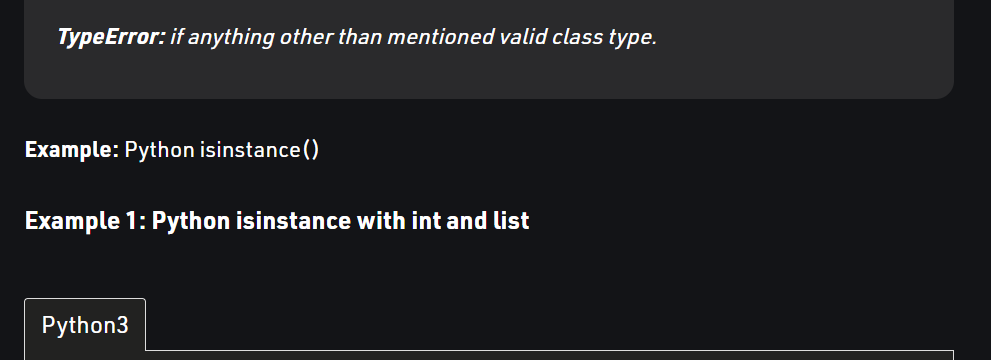 TypeError: if anything other than mentioned valid class type.
Example: Python isinstance()
Example 1: Python isinstance with int and list
Python3